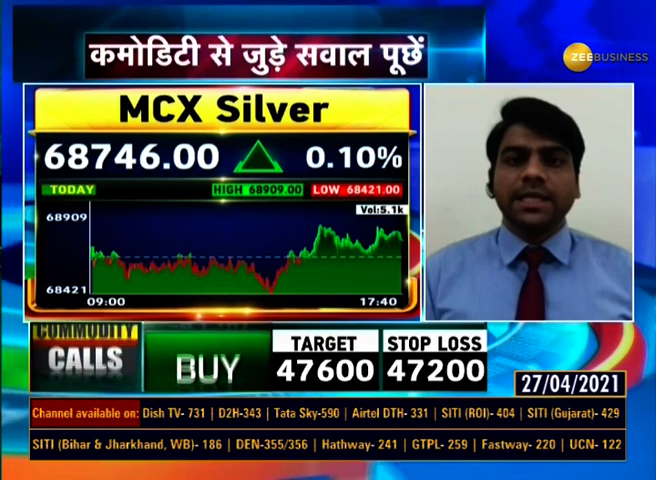 कमोडिटी से जुड़े सवाल पूछें
ZEEBUSINESS
MCX Silver
68746.00 0.10%
TODAY HIGH 68909.00 LOW 68421.00
Vol:5.1k
68909
68421
09:00 17:40
COMMODITY
CALLS
BUY
TARGET STOP LOSS
47600 47200
27/04/2021
Channel available on: Dish TV- 731 | D2H-343 | Tata Sky-590 | Airtel DTH- 331 | SITI (ROI)- 404 | SITI (Gujarat)- 429
SITI (Bihar & Jharkhand, WB)- 186 | DEN-355/356 | Hathway- 241 | GTPL- 259 | Fastway- 220 | UCN- 122